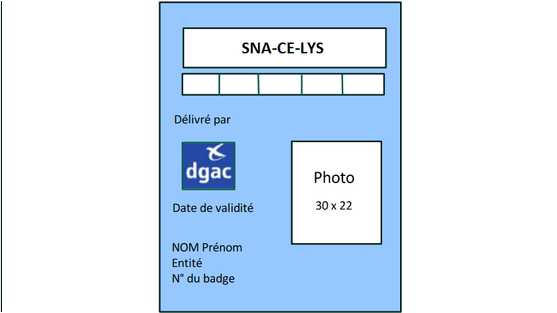 SNA-CE-LYS
Délivré par
dgac
Photo
30 x 22
Date de validité
NOM Prénom
Entité
N° du badge